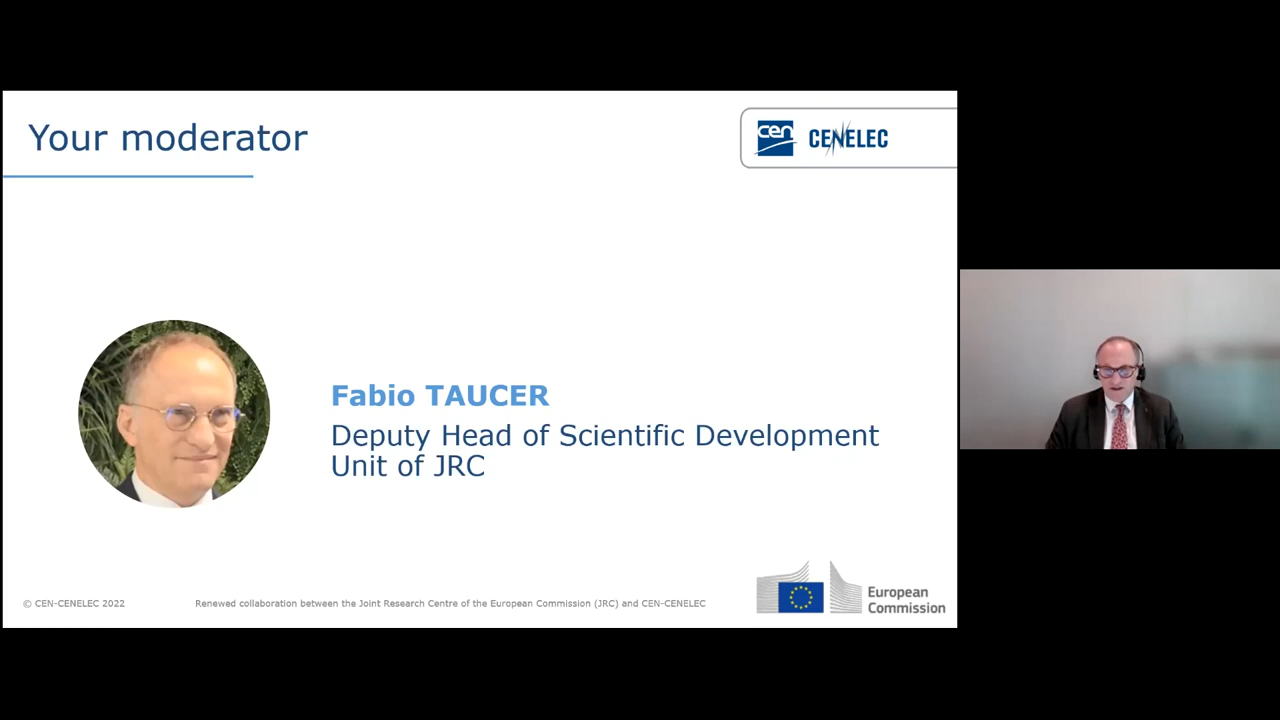 Your moderator
cen
CENELEC
Fabio TAUCER
Deputy Head of Scientific Development
Unit of JRC
© CEN-CENELEC 2022
Renewed collaboration between the Joint Research Centre of the European Commission (JRC) and CEN-CENELEC
European
Commission